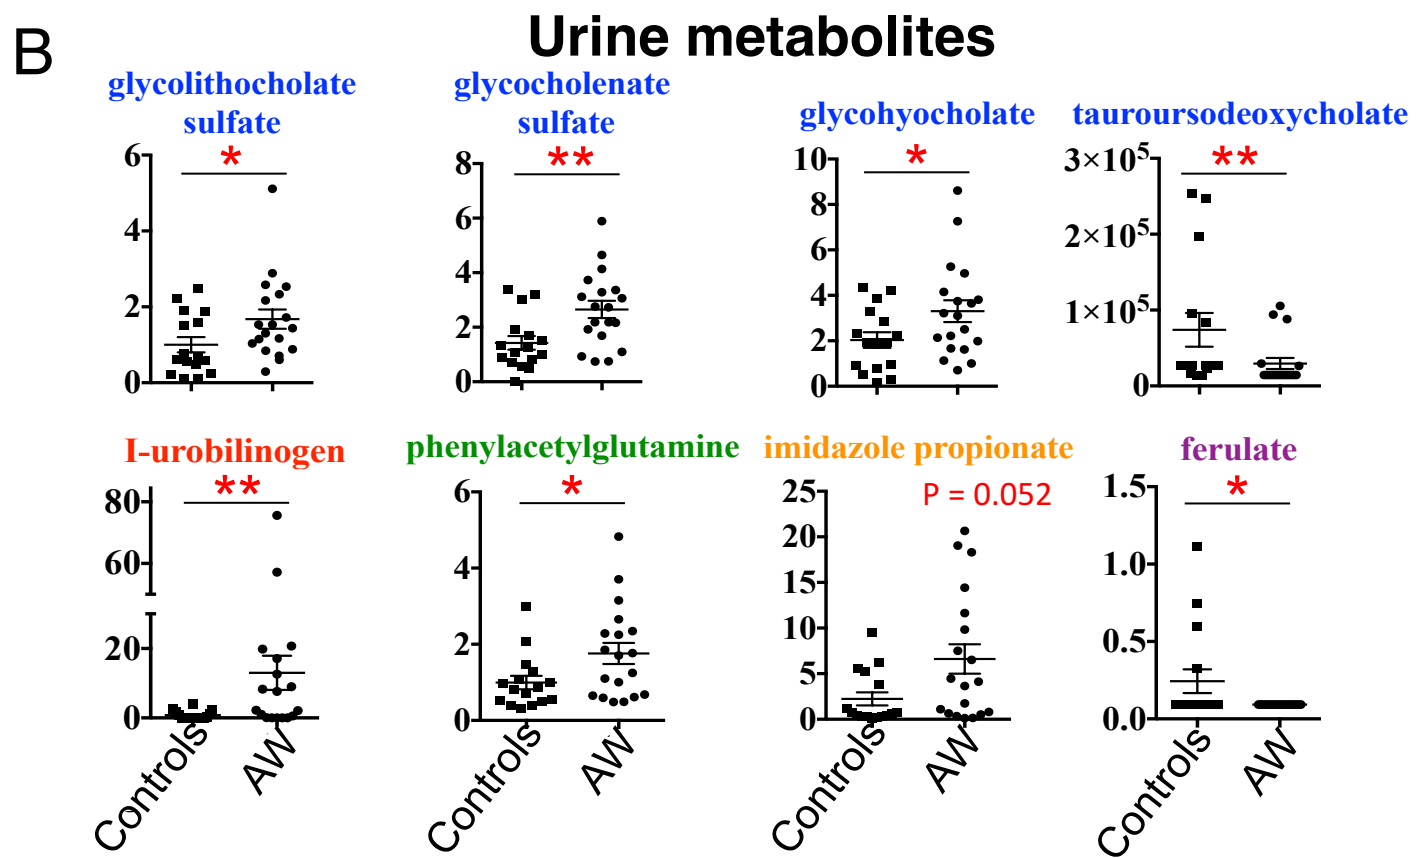 B
Urine metabolites
glycolithocholate
sulfate
glycocholenate
sulfate
glycohyocholate
tauroursodeoxycholate
*
**
*
**
6
4
2
0
8
6
4
2
0
10
8
6
4
2
0
3×10⁵
2×10⁵
1×10⁵
0
I-urobilinogen
phenylacetylglutamine
imidazole propionate
ferulate
**
*
P = 0.052
*
80
60
20
0
6
4
2
0
25
20
15
10
5
0
1.5
1.0
0.5
0.0
Controls
AW
Controls
AW
Controls
AW
Controls
AW